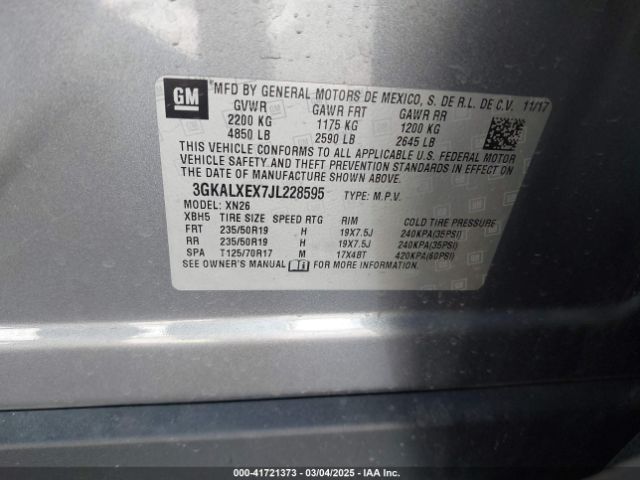 GM
MFD BY GENERAL MOTORS DE MEXICO, S. DE R.L. DE C.V. 11/17
GVWR GAWR FRT GAWR RR
2200 KG 1175 KG 1200 KG
4850 LB 2590 LB 2645 LB
THIS VEHICLE CONFORMS TO ALL APPLICABLE U.S. FEDERAL MOTOR
VEHICLE SAFETY AND THEFT PREVENTION STANDARDS IN EFFECT ON
THE DATE OF MANUFACTURE SHOWN ABOVE.
3GKALXEX7JL228595 TYPE: M.P.V.
MODEL: XN26
XBH5 TIRE SIZE SPEED RTG RIM COLD TIRE PRESSURE
FRT 235/50R19 H 19X7.5J 240KPA(35PSI)
RR 235/50R19 H 19X7.5J 240KPA(35PSI)
SPA T125/70R17 M 17X4BT 420KPA(60PSI)
SEE OWNER'S MANUAL FOR MORE INFORMATION
000-41721373 — 03/04/2025 — IAA Inc.